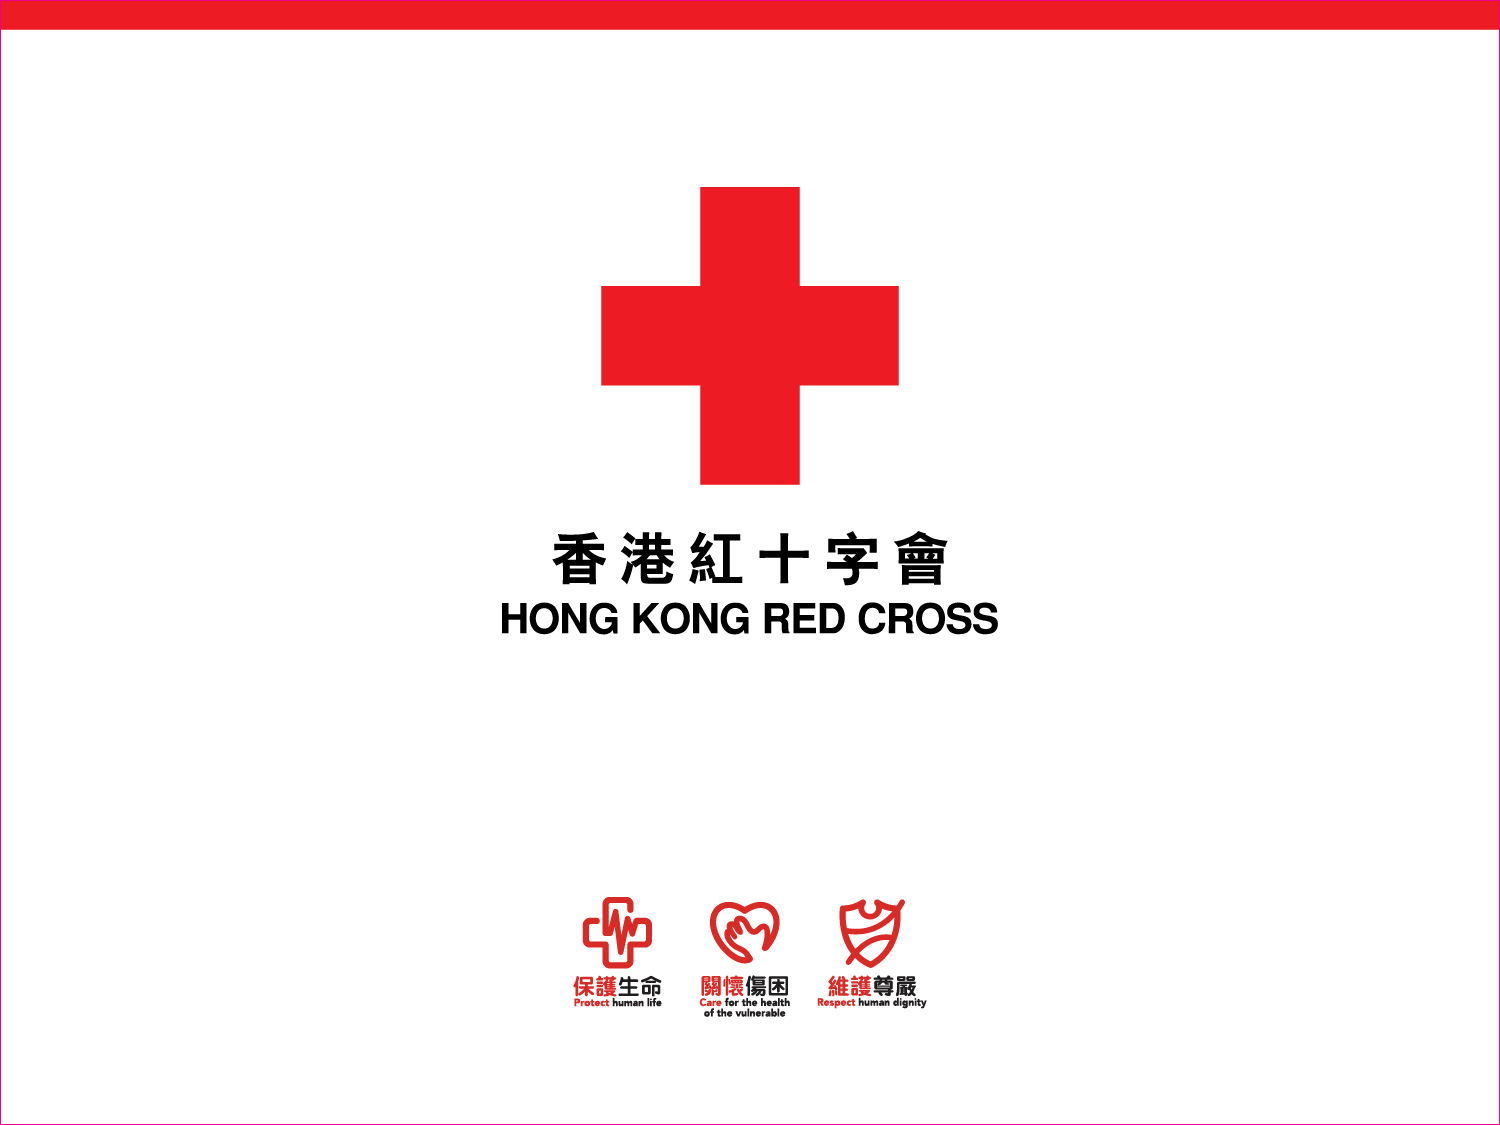 香港紅十字會
HONG KONG RED CROSS
保護生命
Protect human life
關懷傷困
Care for the health
of the vulnerable
維護尊嚴
Respect human dignity